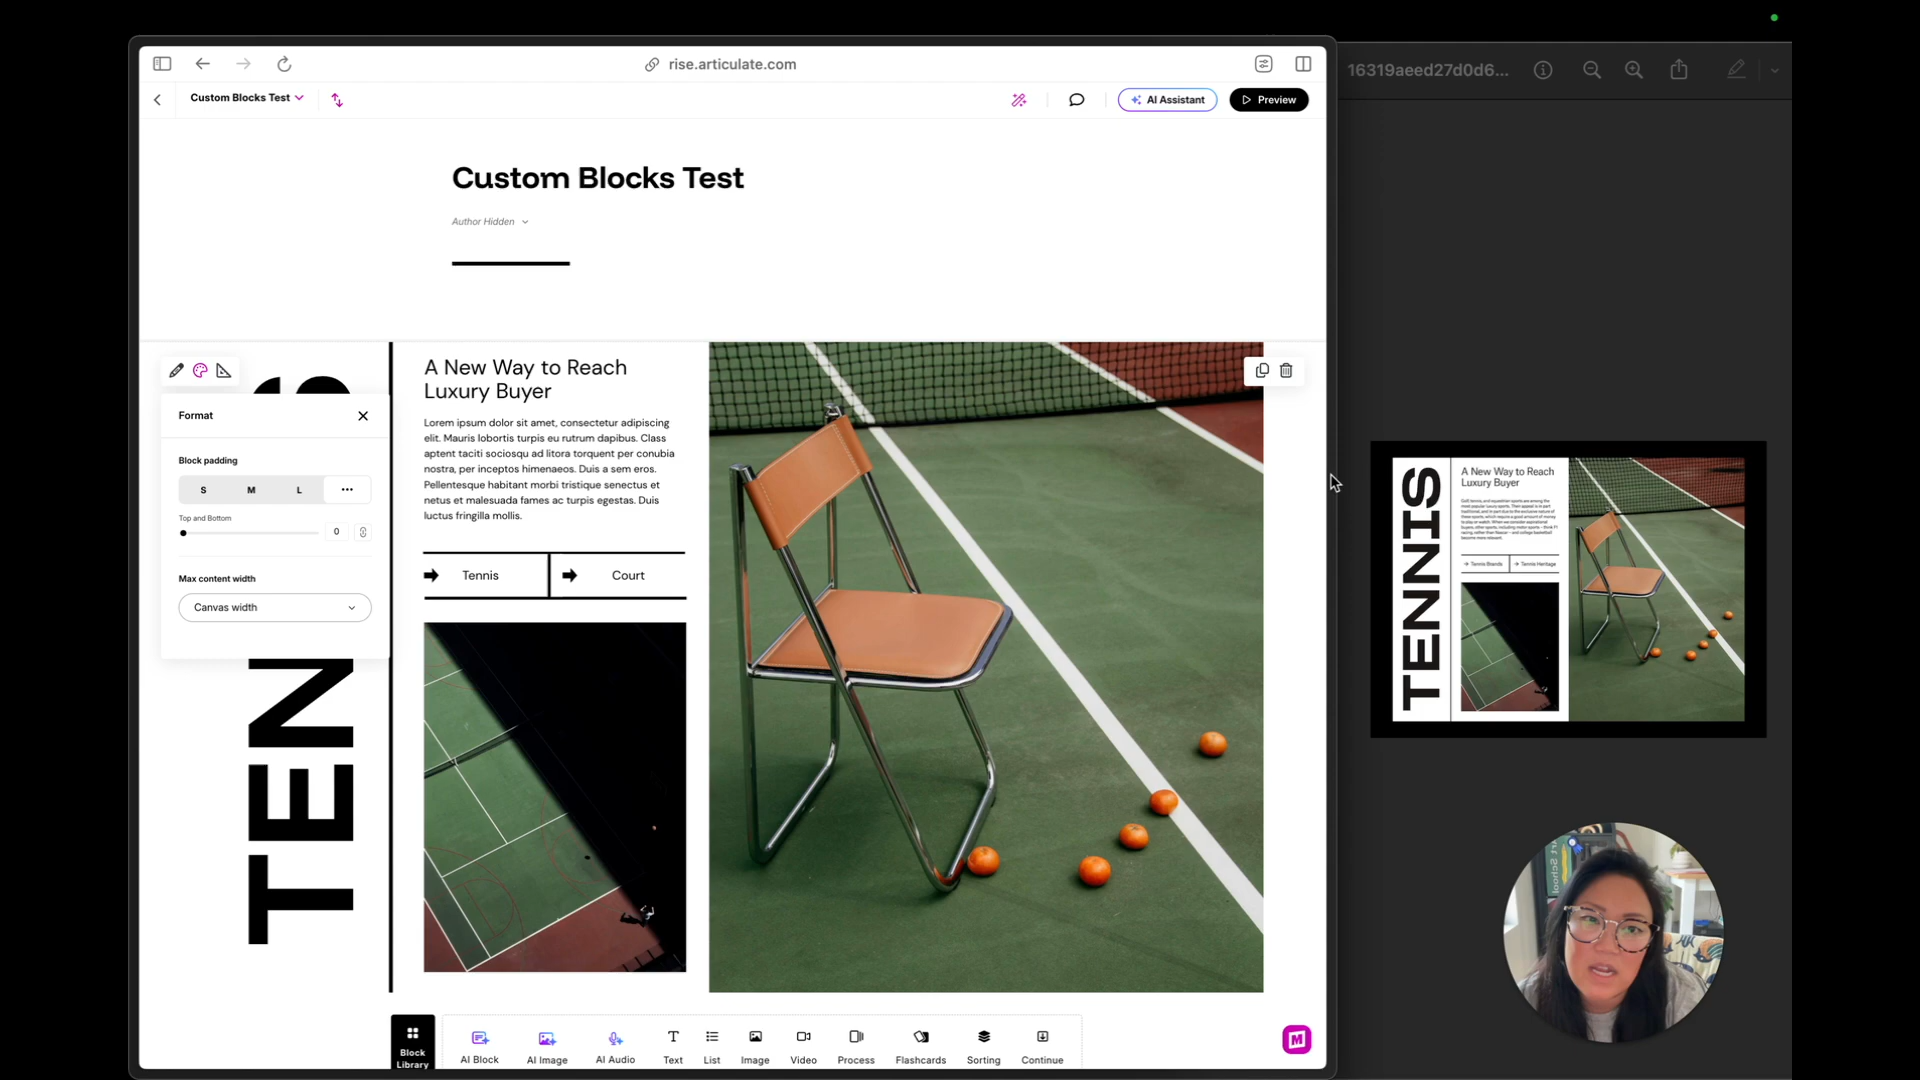 rise.articulate.com
16319aeed27d0d6...
Custom Blocks Test
AI Assistant
Preview
Custom Blocks Test
Author Hidden
Format
Block padding
S M L ...
Top and Bottom
0
Max content width
Canvas width
TEN
A New Way to Reach
Luxury Buyer
Lorem ipsum dolor sit amet, consectetur adipiscing
elit. Mauris lobortis turpis eu rutrum dapibus. Class
aptent taciti sociosqu ad litora torquent per conubia
nostra, per inceptos himenaeos. Duis a sem eros.
Pellentesque habitant morbi tristique senectus et
netus et malesuada fames ac turpis egestas. Duis
luctus fringilla mollis.
Tennis
Court
Block
Library
AI Block
AI Image
AI Audio
Text
List
Image
Video
Process
Flashcards
Sorting
Continue
TENNIS
A New Way to Reach
Luxury Buyer
Tennis Brands
Tennis Heritage